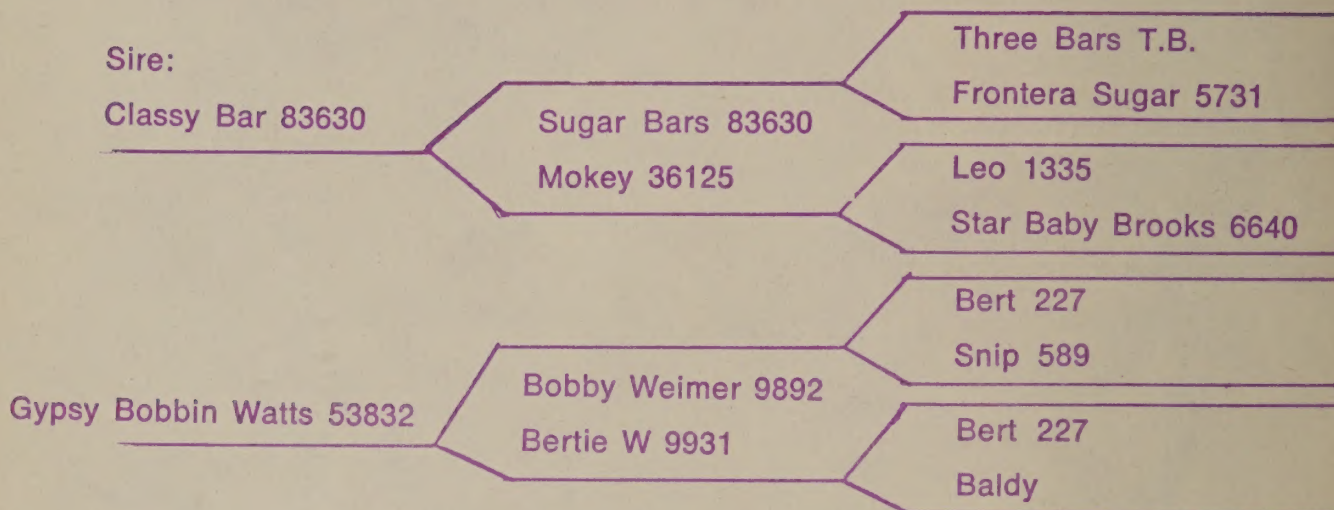 Sire:
Classy Bar 83630
Sugar Bars 83630
Mokey 36125
Three Bars T.B.
Frontera Sugar 5731
Leo 1335
Star Baby Brooks 6640
Gypsy Bobbin Watts 53832
Bobby Weimer 9892
Bertie W 9931
Bert 227
Snip 589
Bert 227
Baldy